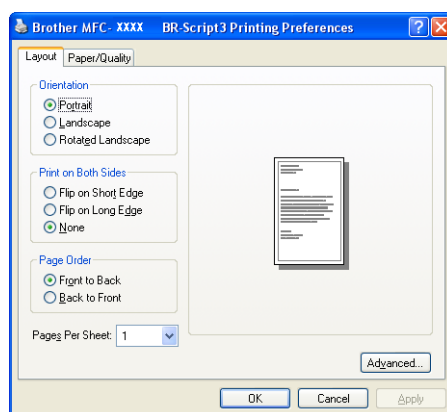 Brother MFC- XXXX BR-Script3 Printing Preferences
Layout Paper/Quality
Orientation
Portrait
Landscape
Rotated Landscape
Print on Both Sides
Flip on Short Edge
Flip on Long Edge
None
Page Order
Front to Back
Back to Front
Pages Per Sheet: 1
Advanced...
OK Cancel Apply